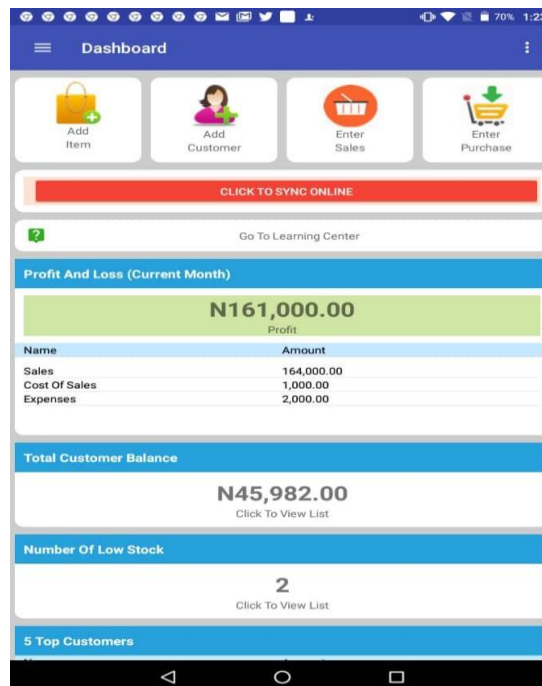 70% 1:23
Dashboard
Add
Item
Add
Customer
Enter
Sales
Enter
Purchase
CLICK TO SYNC ONLINE
Go To Learning Center
Profit And Loss (Current Month)
N161,000.00
Profit
Name Amount
Sales 164,000.00
Cost Of Sales 1,000.00
Expenses 2,000.00
Total Customer Balance
N45,982.00
Click To View List
Number Of Low Stock
2
Click To View List
5 Top Customers